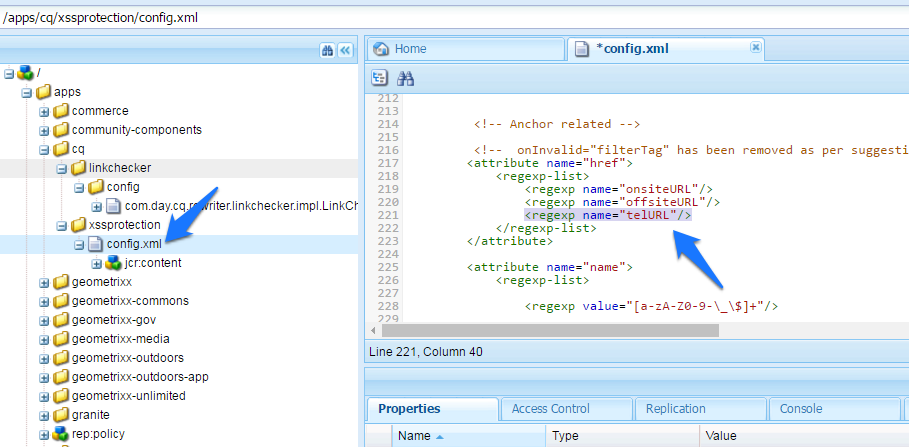 /apps/cq/xssprotection/config.xml
/
apps
commerce
community-components
cq
linkchecker
config
com.day.cq.rewriter.linkchecker.impl.LinkCh
xssprotection
config.xml
jcr:content
geometrixx
geometrixx-commons
geometrixx-gov
geometrixx-media
geometrixx-outdoors
geometrixx-outdoors-app
geometrixx-unlimited
granite
rep:policy
Home
*config.xml
212
213
214 <!-- Anchor related -->
215
216 <!-- onInvalid="filterTag" has been removed as per suggesti
217 <attribute name="href">
218 <regexp-list>
219 <regexp name="onsiteURL"/>
220 <regexp name="offsiteURL"/>
221 <regexp name="telURL"/>
222 </regexp-list>
223 </attribute>
224
225 <attribute name="name">
226 <regexp-list>
227
228 <regexp value="[a-zA-Z0-9-\_\$]+"/>
229
Line 221, Column 40
Properties
Access Control
Replication
Console
Name
Type
Value